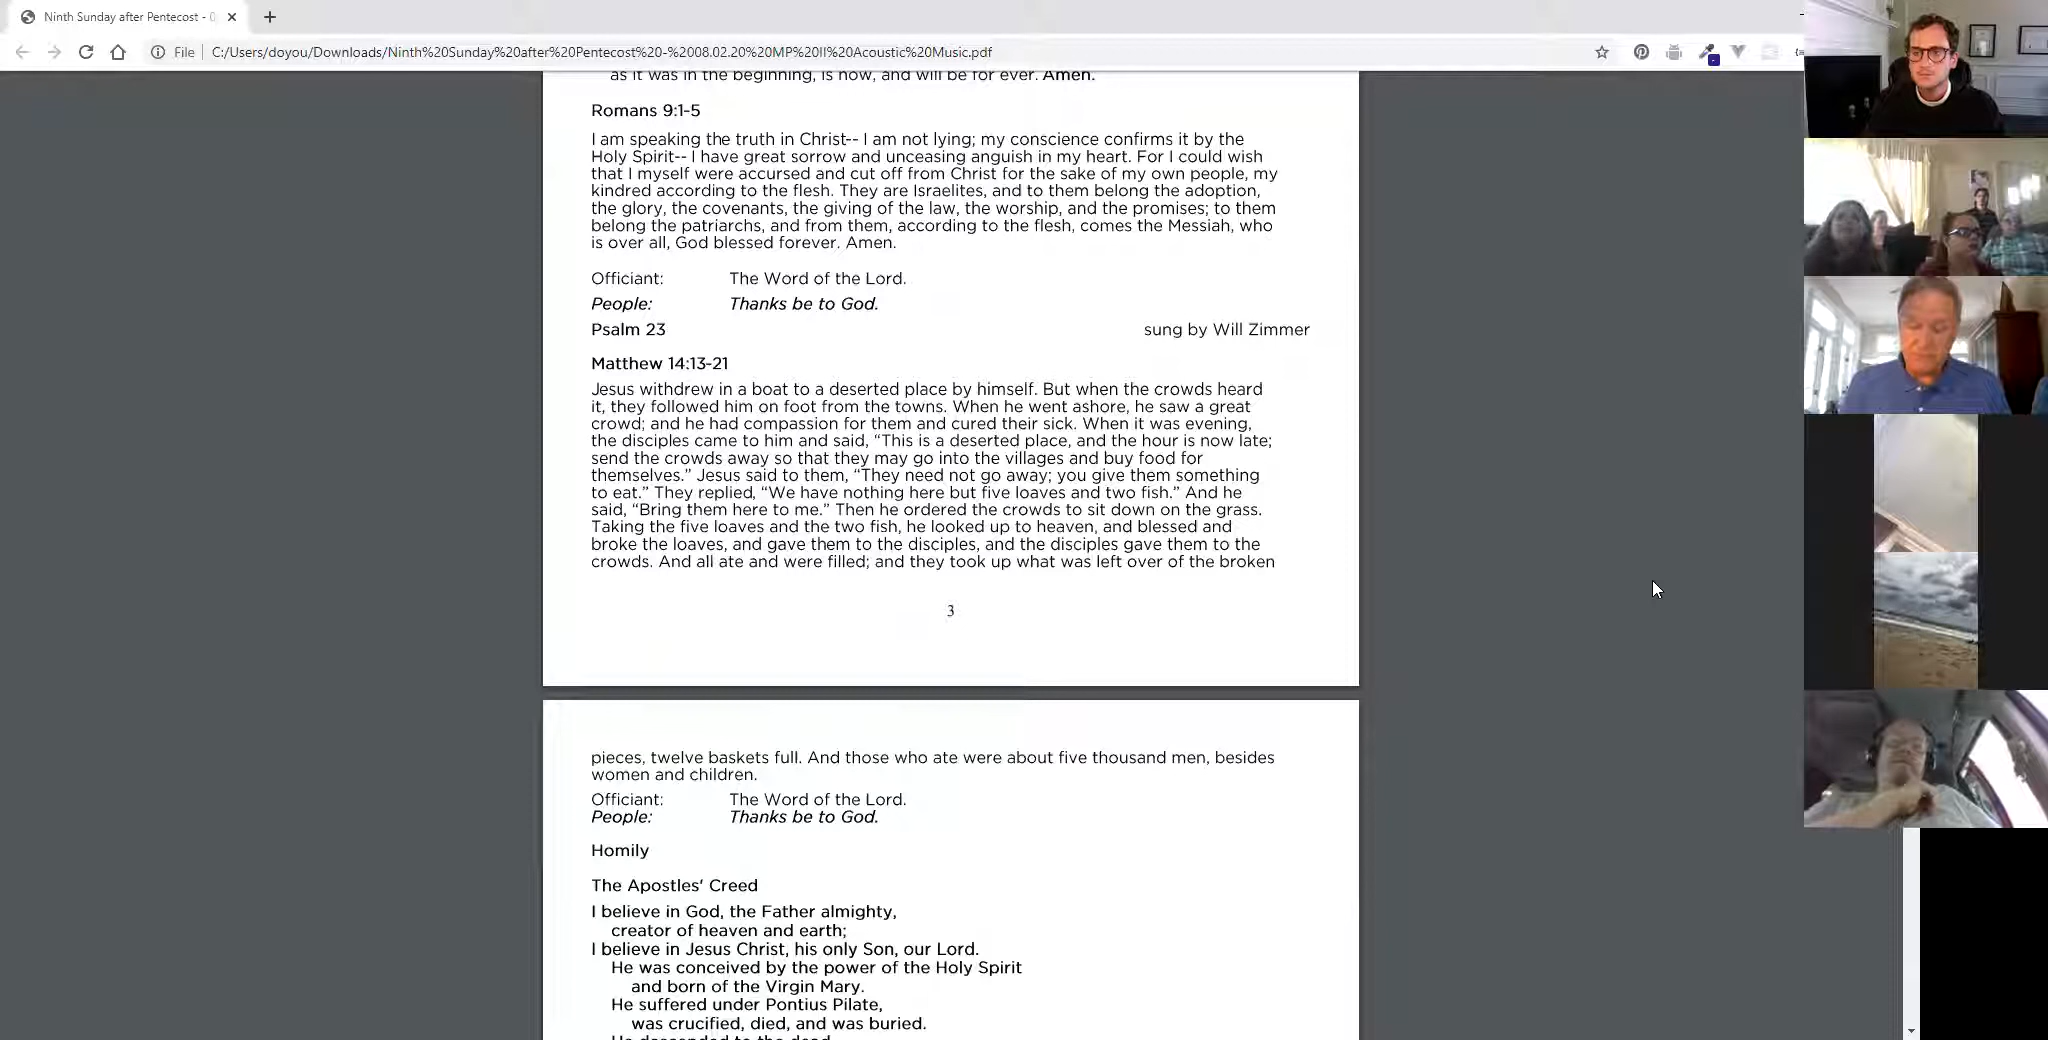 Ninth Sunday after Pentecost -
File
C:/Users/doyou/Downloads/Ninth%20Sunday%20after%20Pentecost%20-%2008.02.20%20MP%20II%20Acoustic%20Music.pdf
as it was in the beginning, is now, and will be for ever. Amen.
Romans 9:1-5
I am speaking the truth in Christ-- I am not lying; my conscience confirms it by the
Holy Spirit-- I have great sorrow and unceasing anguish in my heart. For I could wish
that I myself were accursed and cut off from Christ for the sake of my own people, my
kindred according to the flesh. They are Israelites, and to them belong the adoption,
the glory, the covenants, the giving of the law, the worship, and the promises; to them
belong the patriarchs, and from them, according to the flesh, comes the Messiah, who
is over all, God blessed forever. Amen.
Officiant: The Word of the Lord.
People: Thanks be to God.
Psalm 23 sung by Will Zimmer
Matthew 14:13-21
Jesus withdrew in a boat to a deserted place by himself. But when the crowds heard
it, they followed him on foot from the towns. When he went ashore, he saw a great
crowd; and he had compassion for them and cured their sick. When it was evening,
the disciples came to him and said, “This is a deserted place, and the hour is now late;
send the crowds away so that they may go into the villages and buy food for
themselves.” Jesus said to them, “They need not go away; you give them something
to eat.” They replied, “We have nothing here but five loaves and two fish.” And he
said, “Bring them here to me.” Then he ordered the crowds to sit down on the grass.
Taking the five loaves and the two fish, he looked up to heaven, and blessed and
broke the loaves, and gave them to the disciples, and the disciples gave them to the
crowds. And all ate and were filled; and they took up what was left over of the broken
3
pieces, twelve baskets full. And those who ate were about five thousand men, besides
women and children.
Officiant: The Word of the Lord.
People: Thanks be to God.
Homily
The Apostles' Creed
I believe in God, the Father almighty,
creator of heaven and earth;
I believe in Jesus Christ, his only Son, our Lord.
He was conceived by the power of the Holy Spirit
and born of the Virgin Mary.
He suffered under Pontius Pilate,
was crucified, died, and was buried.
He descended to the dead.